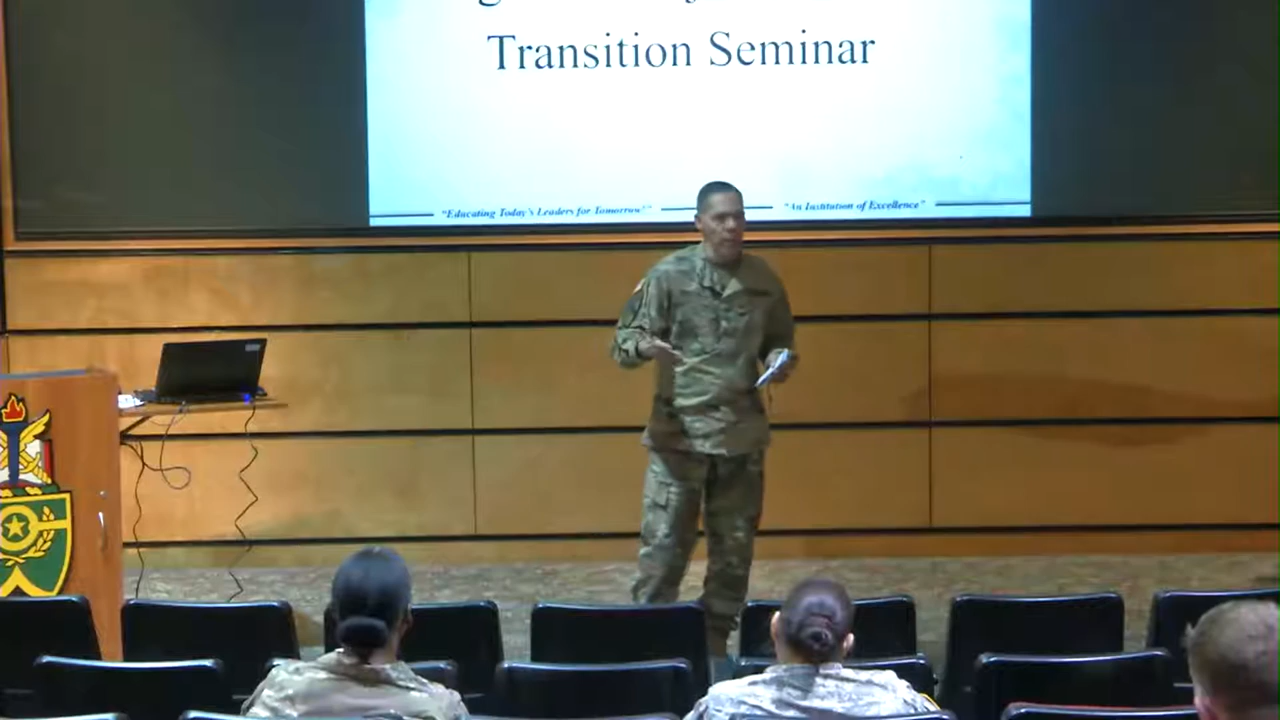 Transition Seminar
"Educating Today's Leaders for Tomorrow"
"An Institution of Excellence"